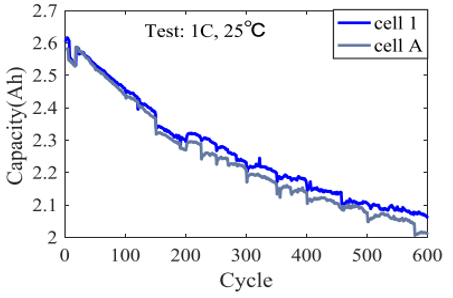 2.7
2.6
2.5
2.4
2.3
2.2
2.1
2
Capacity(Ah)
Test: 1C, 25℃
cell 1
cell A
0 100 200 300 400 500 600
Cycle